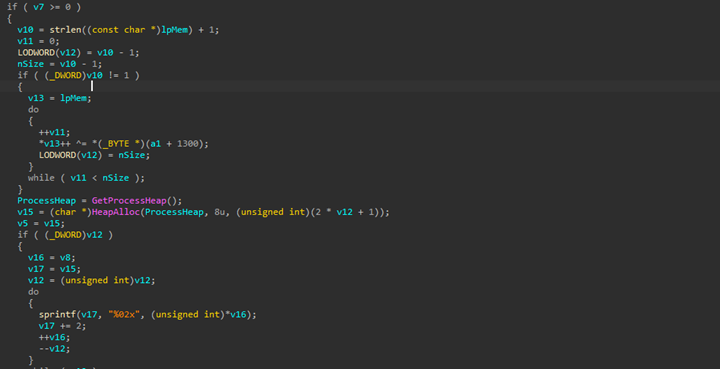 if ( v7 >= 0 )
{
v10 = strlen((const char *)lpMem) + 1;
v11 = 0;
LODWORD(v12) = v10 - 1;
nSize = v10 - 1;
if ( (_DWORD)v10 != 1 )
{
v13 = lpMem;
do
{
++v11;
*v13++ ^= *(_BYTE *)(a1 + 1300);
LODWORD(v12) = nSize;
}
while ( v11 < nSize );
}
ProcessHeap = GetProcessHeap();
v15 = (char *)HeapAlloc(ProcessHeap, 8u, (unsigned int)(2 * v12 + 1));
v5 = v15;
if ( (_DWORD)v12 )
{
v16 = v8;
v17 = v15;
v12 = (unsigned int)v12;
do
{
sprintf(v17, "%02x", (unsigned int)*v16);
v17 += 2;
++v16;
--v12;
}